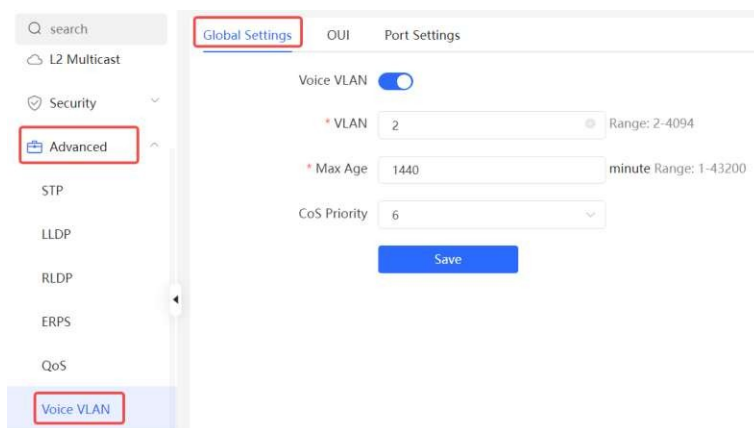 search
L2 Multicast
Security
Advanced
STP
LLDP
RLDP
ERPS
QoS
Voice VLAN
Global Settings OUI Port Settings
Voice VLAN
* VLAN 2 Range: 2-4094
* Max Age 1440 minute Range: 1-43200
CoS Priority 6
Save